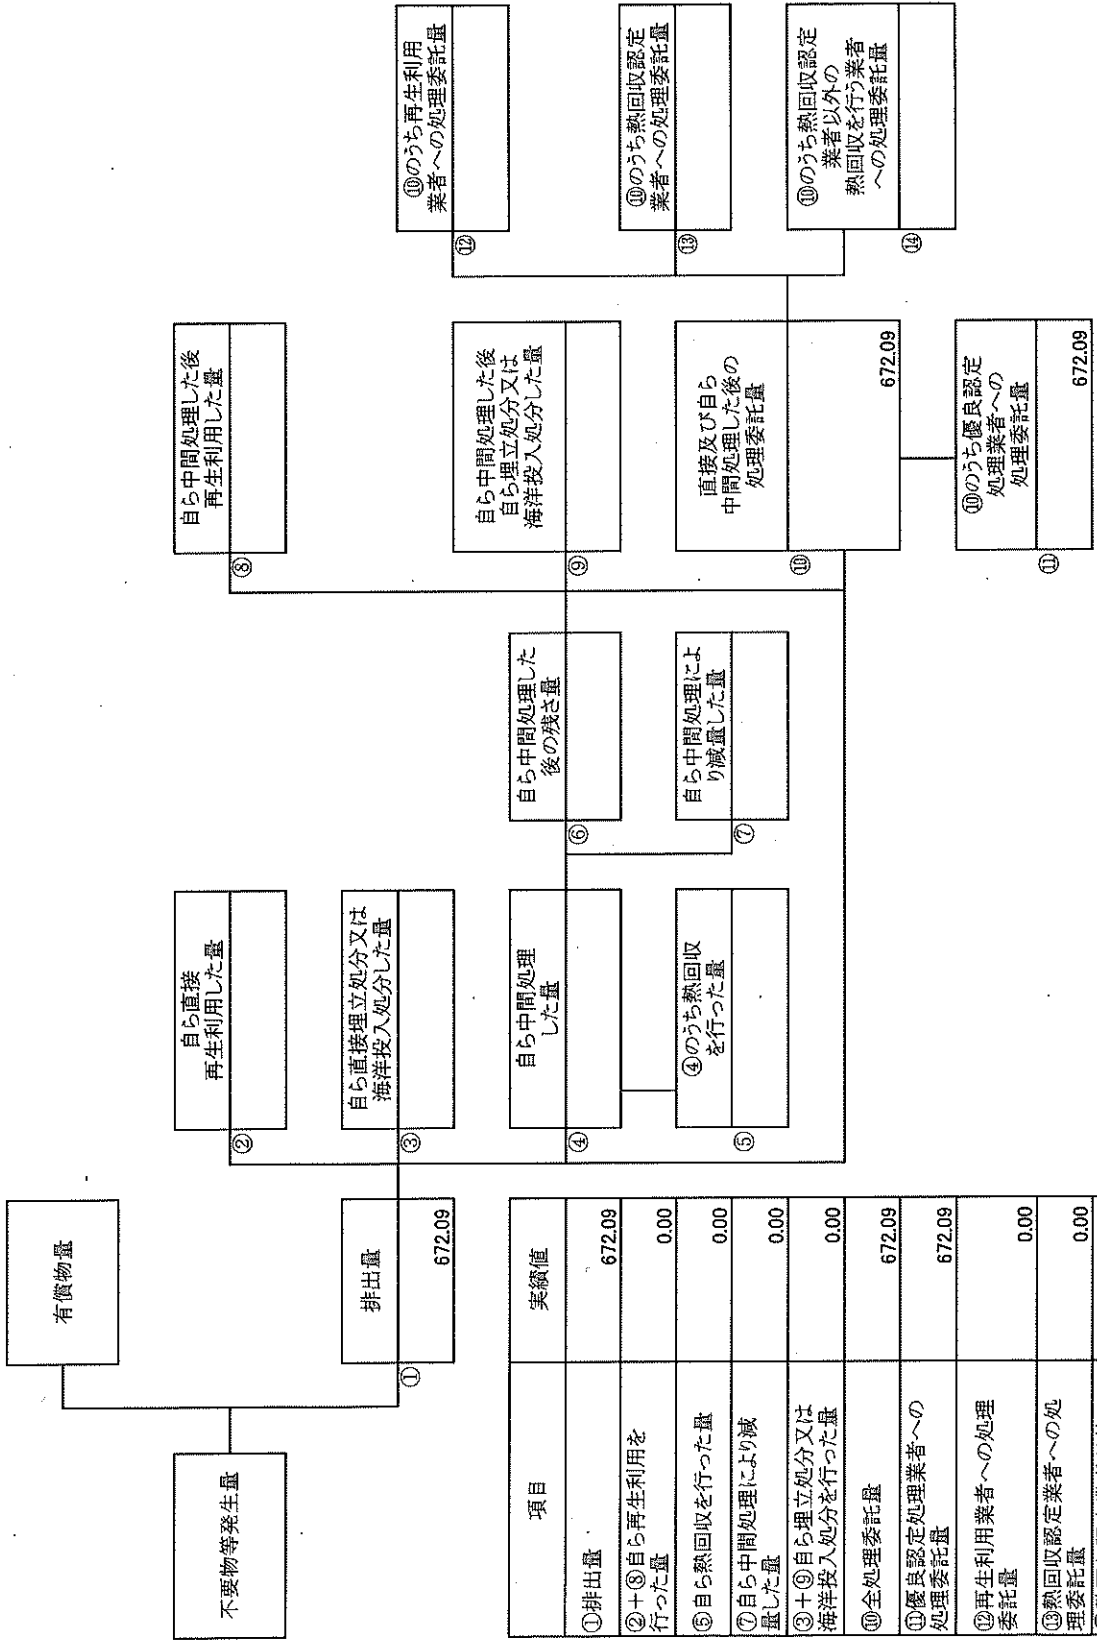 有償物量
不要物等発生量
排出量
①
672.09
自ら直接
再生利用した量
②
自ら直接埋立処分又は
海洋投入処分した量
③
自ら中間処理
した量
④
④のうち熱回収
を行った量
⑤
自ら中間処理した
後の残さ量
⑥
自ら中間処理によ
り減量した量
⑦
自ら中間処理した後
再生利用した量
⑧
自ら中間処理した後
自ら埋立処分又は
海洋投入処分した量
⑨
直接及び自ら
中間処理した後の
処理委託量
⑩
672.09
⑩のうち優良認定
処理業者への
処理委託量
⑪
672.09
⑩のうち再生利用
業者への処理委託量
⑫
⑩のうち熱回収認定
業者への処理委託量
⑬
⑩のうち熱回収認定
業者以外の
熱回収を行う業者
への処理委託量
⑭
項目 実績値
①排出量 672.09
②+⑧自ら再生利用を
行った量 0.00
⑤自ら熱回収を行った量 0.00
⑦自ら中間処理により減
量した量 0.00
③+⑨自ら埋立処分又は
海洋投入処分を行った量 0.00
⑩全処理委託量 672.09
⑪優良認定処理業者への
処理委託量 672.09
⑫再生利用業者への処理
委託量 0.00
⑬熱回収認定業者への処
理委託量 0.00